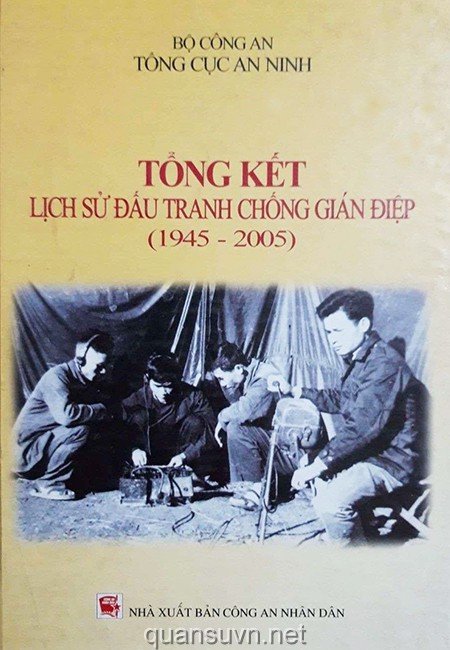 BỘ CÔNG AN
TỔNG CỤC AN NINH
TỔNG KẾT
LỊCH SỬ ĐẤU TRANH CHỐNG GIÁN ĐIỆP
(1945 - 2005)
NHÀ XUẤT BẢN CÔNG AN NHÂN DÂN
quansuvn.net